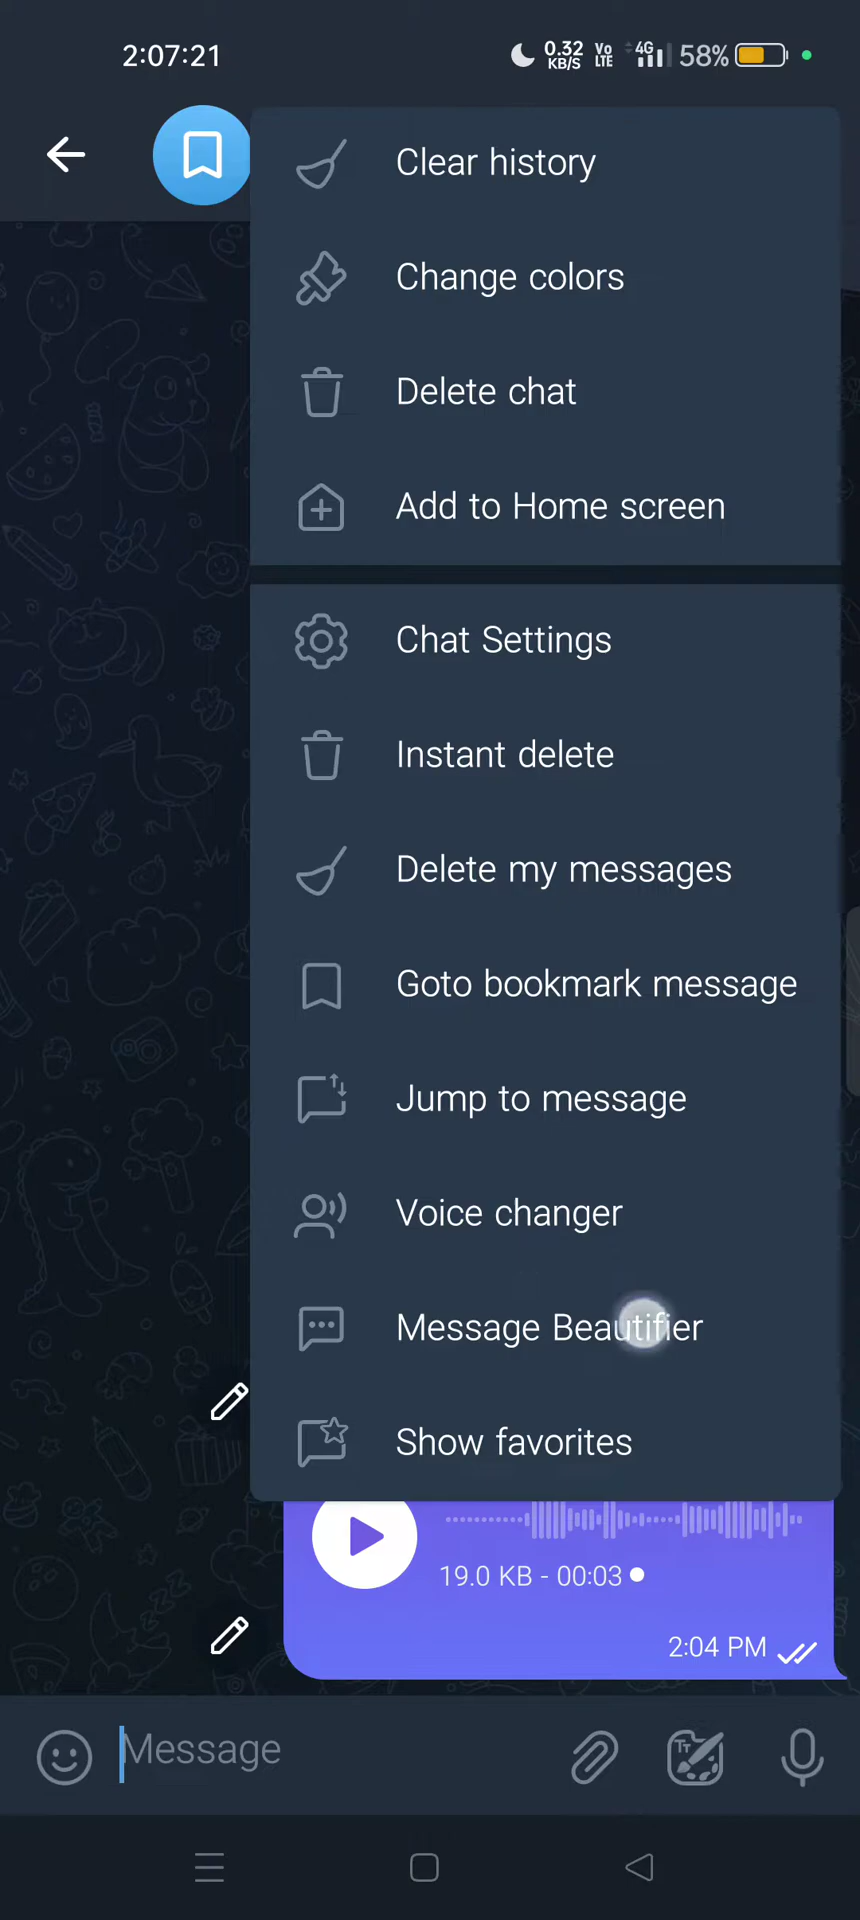 2:07:21
0.32
KB/S
Vo
LTE
4G
58%
Clear history
Change colors
Delete chat
Add to Home screen
Chat Settings
Instant delete
Delete my messages
Goto bookmark message
Jump to message
Voice changer
Message Beautifier
Show favorites
19.0 KB - 00:03
2:04 PM
Message
TT